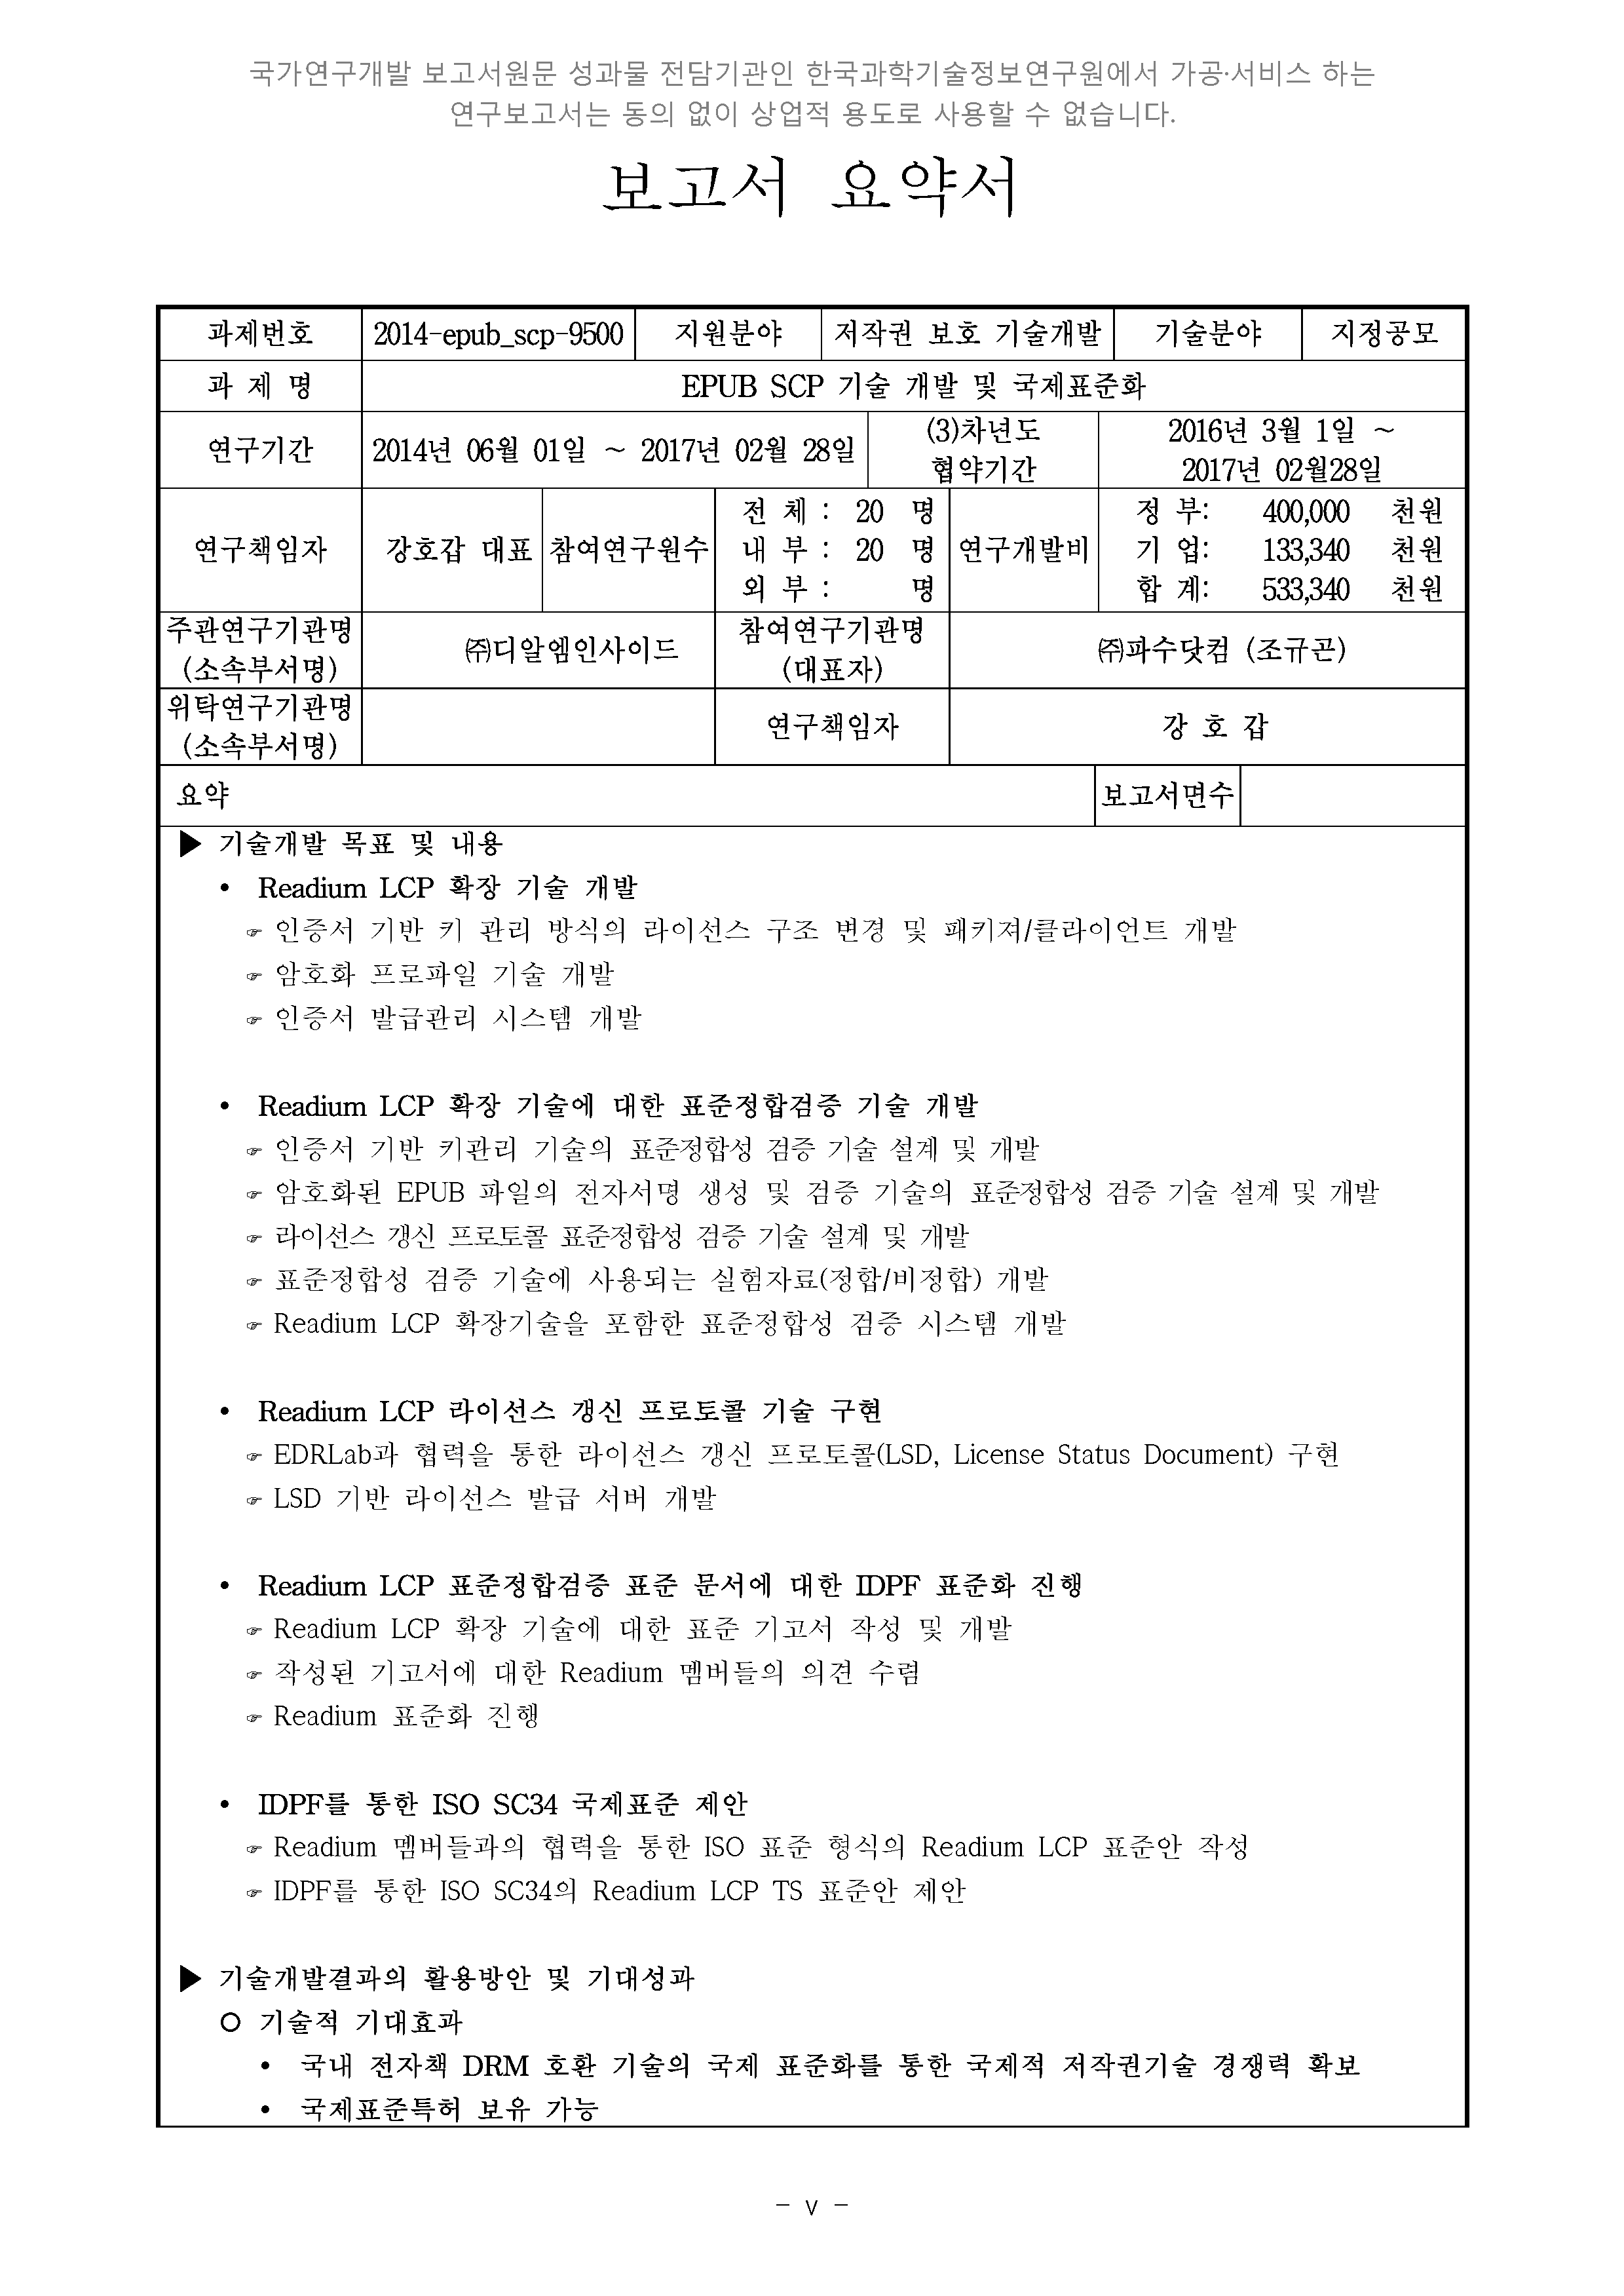 국가연구개발 보고서원문 성과물 전담기관인 한국과학기술정보연구원에서 가공·서비스 하는
연구보고서는 동의 없이 상업적 용도로 사용할 수 없습니다.
보고서 요약서
과제번호 2014-epub_scp-9500 지원분야 저작권 보호 기술개발 기술분야 지정공모
과 제 명 EPUB SCP 기술 개발 및 국제표준화
연구기간 2014년 06월 01일 ~ 2017년 02월 28일 (3)차년도 협약기간 2016년 3월 1일 ~ 2017년 02월28일
연구책임자 강호갑 대표 참여연구원수
전 체 : 20 명
내 부 : 20 명
외 부 : 명
연구개발비
정 부: 400,000 천원
기 업: 133,340 천원
합 계: 533,340 천원
주관연구기관명
(소속부서명)
㈜디알엠인사이드
참여연구기관명
(대표자)
㈜파수닷컴 (조규곤)
위탁연구기관명
(소속부서명)
연구책임자 강 호 갑
요약 보고서면수
▶ 기술개발 목표 및 내용
• Readium LCP 확장 기술 개발
☞ 인증서 기반 키 관리 방식의 라이선스 구조 변경 및 패키져/클라이언트 개발
☞ 암호화 프로파일 기술 개발
☞ 인증서 발급관리 시스템 개발
• Readium LCP 확장 기술에 대한 표준정합검증 기술 개발
☞ 인증서 기반 키관리 기술의 표준정합성 검증 기술 설계 및 개발
☞ 암호화된 EPUB 파일의 전자서명 생성 및 검증 기술의 표준정합성 검증 기술 설계 및 개발
☞ 라이선스 갱신 프로토콜 표준정합성 검증 기술 설계 및 개발
☞ 표준정합성 검증 기술에 사용되는 실험자료(정합/비정합) 개발
☞ Readium LCP 확장기술을 포함한 표준정합성 검증 시스템 개발
• Readium LCP 라이선스 갱신 프로토콜 기술 구현
☞ EDRLab과 협력을 통한 라이선스 갱신 프로토콜(LSD, License Status Document) 구현
☞ LSD 기반 라이선스 발급 서버 개발
• Readium LCP 표준정합검증 표준 문서에 대한 IDPF 표준화 진행
☞ Readium LCP 확장 기술에 대한 표준 기고서 작성 및 개발
☞ 작성된 기고서에 대한 Readium 멤버들의 의견 수렴
☞ Readium 표준화 진행
• IDPF를 통한 ISO SC34 국제표준 제안
☞ Readium 멤버들과의 협력을 통한 ISO 표준 형식의 Readium LCP 표준안 작성
☞ IDPF를 통한 ISO SC34의 Readium LCP TS 표준안 제안
▶ 기술개발결과의 활용방안 및 기대성과
○ 기술적 기대효과
• 국내 전자책 DRM 호환 기술의 국제 표준화를 통한 국제적 저작권기술 경쟁력 확보
• 국제표준특허 보유 가능
- v -